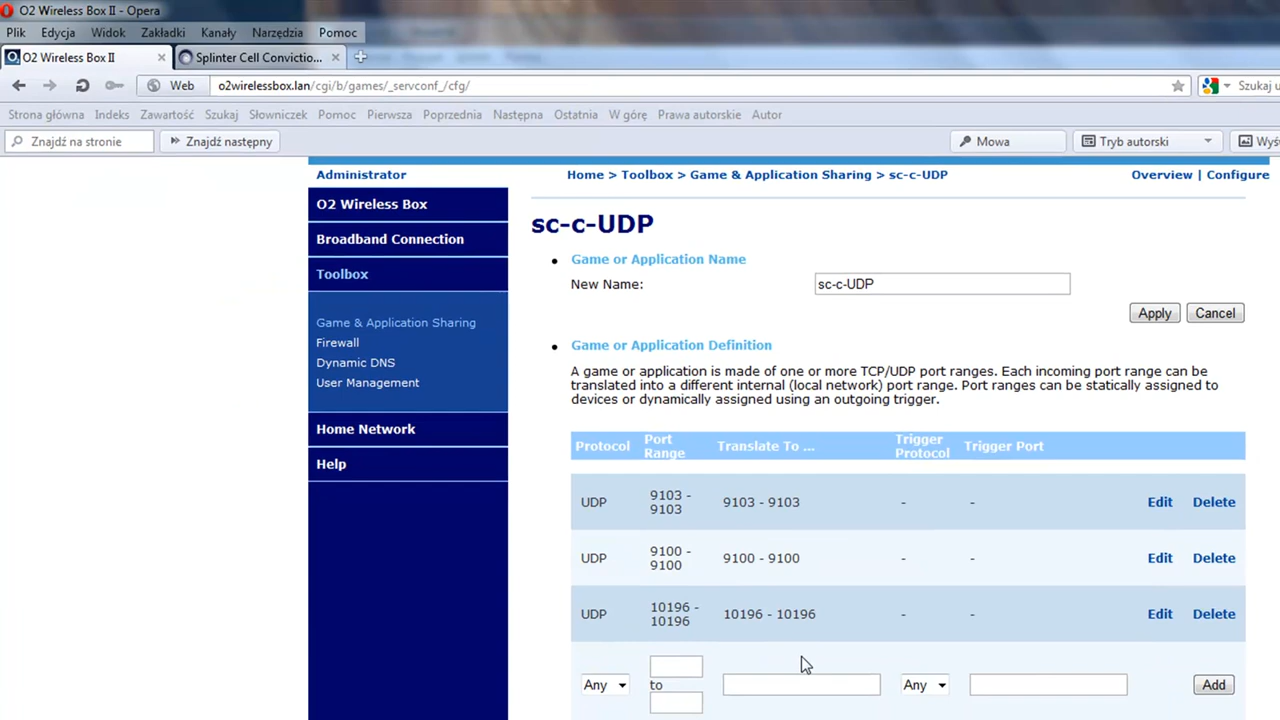 O2 Wireless Box II - Opera
Plik Edycja Widok Zakładki Kanały Narzędzia Pomoc
O2 Wireless Box II Splinter Cell Convictio...
Web o2wirelessbox.lan/cgi/b/games/_servconf_/cfg/ Szukaj u
Strona główna Indeks Zawartość Szukaj Słowniczek Pomoc Pierwsza Poprzednia Następna Ostatnia W górę Prawa autorskie Autor
Znajdź na stronie Znajdź następny Mowa Tryb autorski Wyś
Administrator Home > Toolbox > Game & Application Sharing > sc-c-UDP Overview | Configure
O2 Wireless Box
Broadband Connection
Toolbox
Game & Application Sharing
Firewall
Dynamic DNS
User Management
Home Network
Help
sc-c-UDP
Game or Application Name
New Name: sc-c-UDP
Apply Cancel
Game or Application Definition
A game or application is made of one or more TCP/UDP port ranges. Each incoming port range can be
translated into a different internal (local network) port range. Port ranges can be statically assigned to
devices or dynamically assigned using an outgoing trigger.
Protocol Port Range Translate To ... Trigger Protocol Trigger Port
UDP 9103 - 9103 9103 - 9103 - - Edit Delete
UDP 9100 - 9100 9100 - 9100 - - Edit Delete
UDP 10196 - 10196 10196 - 10196 - - Edit Delete
Any to Any Add